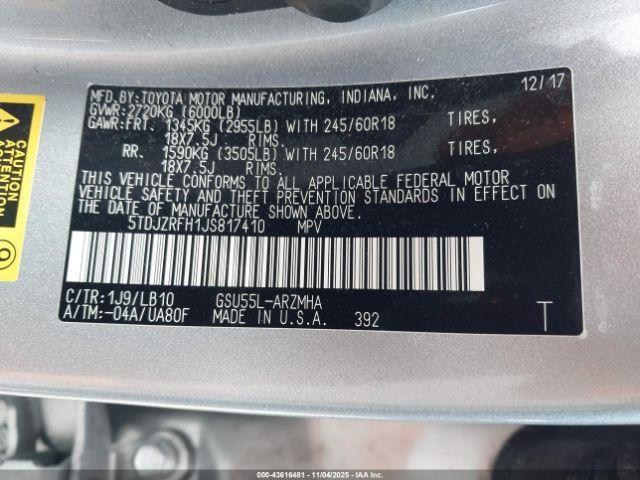 MFD.BY:TOYOTA MOTOR MANUFACTURING, INDIANA, INC. 12/17
GVWR:2720KG (6000LB)
GAWR:FRT. 1345KG (2955LB) WITH 245/60R18 TIRES,
18X7.5J RIMS.
RR. 1590KG (3505LB) WITH 245/60R18 TIRES,
18X7.5J RIMS.
THIS VEHICLE CONFORMS TO ALL APPLICABLE FEDERAL MOTOR
VEHICLE SAFETY AND THEFT PREVENTION STANDARDS IN EFFECT ON THE
DATE OF MANUFACTURE SHOWN ABOVE.
5TDJZRFH1JS817410 MPV
C/TR:1J9/LB10 GSU55L-ARZMHA
A/TM:-04A/UA80F MADE IN U.S.A. 392 T
CAUTION
ATTENTION
000-43616481 - 11/04/2025 - IAAI.CA